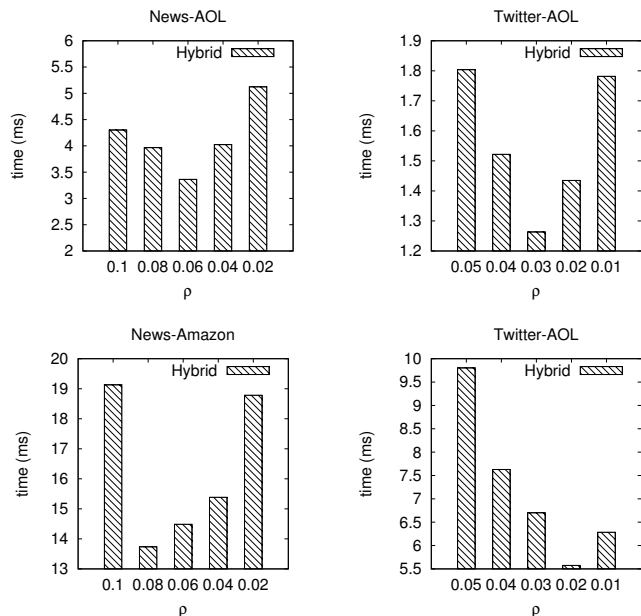 News-AOL
time (ms)
6
5.5
5
4.5
4
3.5
3
2.5
2
Hybrid
0.1 0.08 0.06 0.04 0.02
ρ
Twitter-AOL
time (ms)
1.9
1.8
1.7
1.6
1.5
1.4
1.3
1.2
Hybrid
0.05 0.04 0.03 0.02 0.01
ρ
News-Amazon
time (ms)
20
19
18
17
16
15
14
13
Hybrid
0.1 0.08 0.06 0.04 0.02
ρ
Twitter-AOL
time (ms)
10
9.5
9
8.5
8
7.5
7
6.5
6
5.5
Hybrid
0.05 0.04 0.03 0.02 0.01
ρ